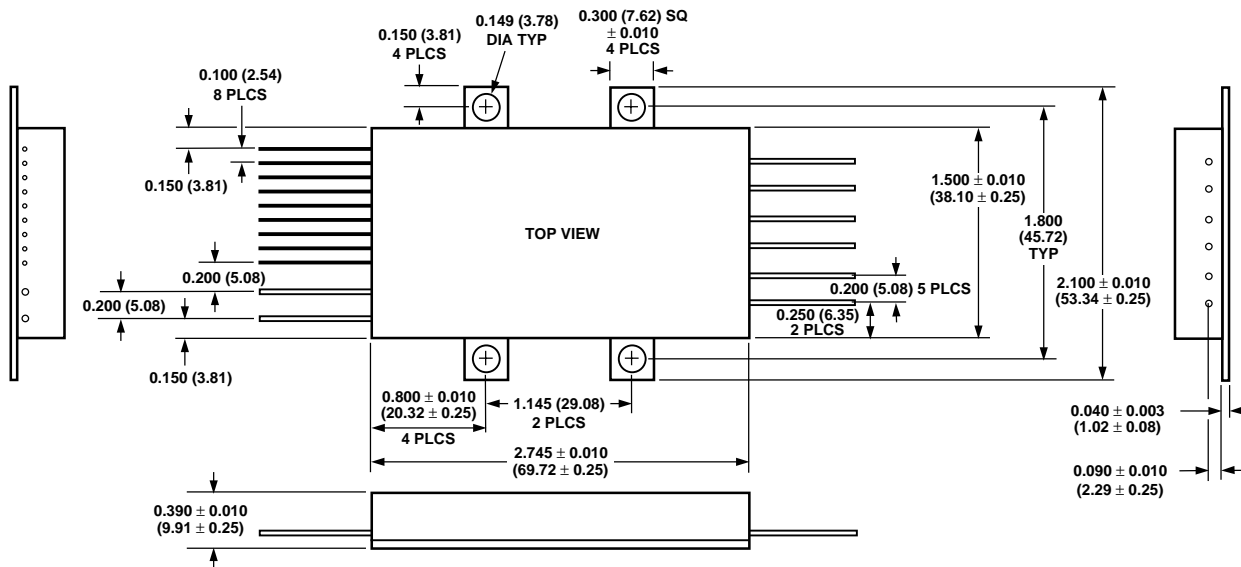 0.149 (3.78)
DIA TYP
0.300 (7.62) SQ
± 0.010
4 PLCS
0.150 (3.81)
4 PLCS
0.100 (2.54)
8 PLCS
0.150 (3.81)
TOP VIEW
1.500 ± 0.010
(38.10 ± 0.25)
1.800
(45.72)
TYP
2.100 ± 0.010
(53.34 ± 0.25)
0.200 (5.08)
0.200 (5.08)
0.200 (5.08) 5 PLCS
0.250 (6.35)
2 PLCS
0.150 (3.81)
0.800 ± 0.010
(20.32 ± 0.25)
4 PLCS
1.145 (29.08)
2 PLCS
2.745 ± 0.010
(69.72 ± 0.25)
0.040 ± 0.003
(1.02 ± 0.08)
0.090 ± 0.010
(2.29 ± 0.25)
0.390 ± 0.010
(9.91 ± 0.25)